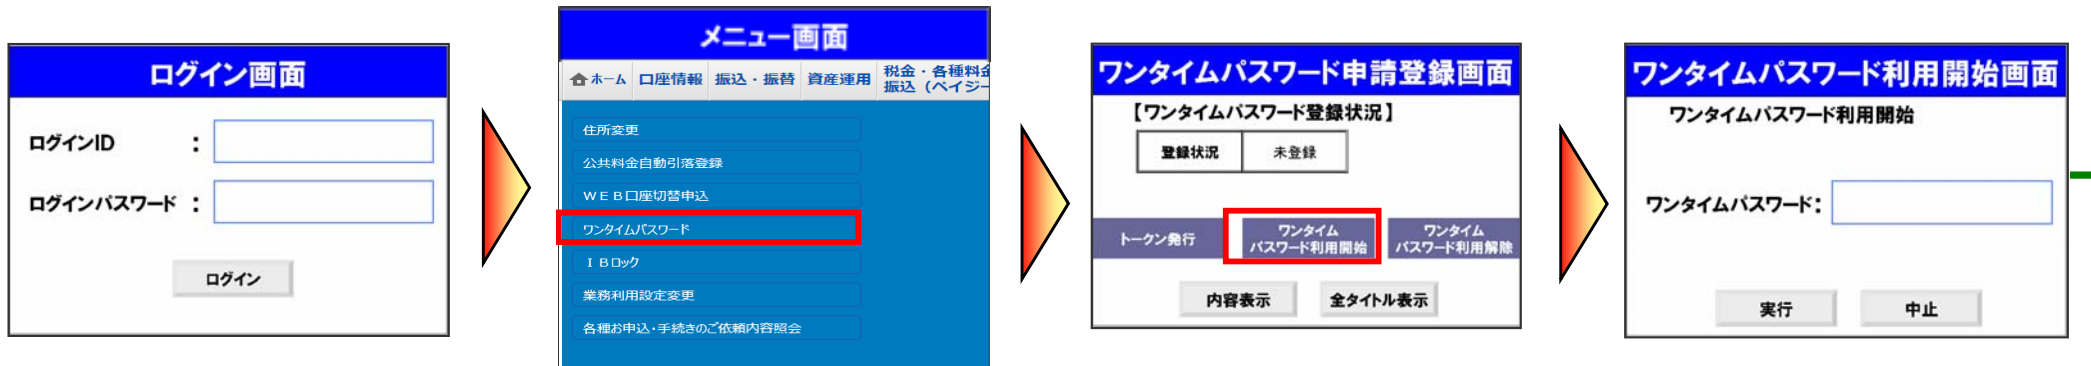 ログイン画面
ログインID :
ログインパスワード :
ログイン
メニュー画面
ホーム 口座情報 振込・振替 資産運用 税金・各種料金
振込（ペイジー
住所変更
公共料金自動引落登録
ＷＥＢ口座切替申込
ワンタイムパスワード
ＩＢロック
業務利用設定変更
各種お申込・手続きのご依頼内容照会
ワンタイムパスワード申請登録画面
【ワンタイムパスワード登録状況】
登録状況 未登録
トークン発行
ワンタイム
パスワード利用開始
ワンタイム
パスワード利用解除
内容表示 全タイトル表示
ワンタイムパスワード利用開始画面
ワンタイムパスワード利用開始
ワンタイムパスワード:
実行 中止